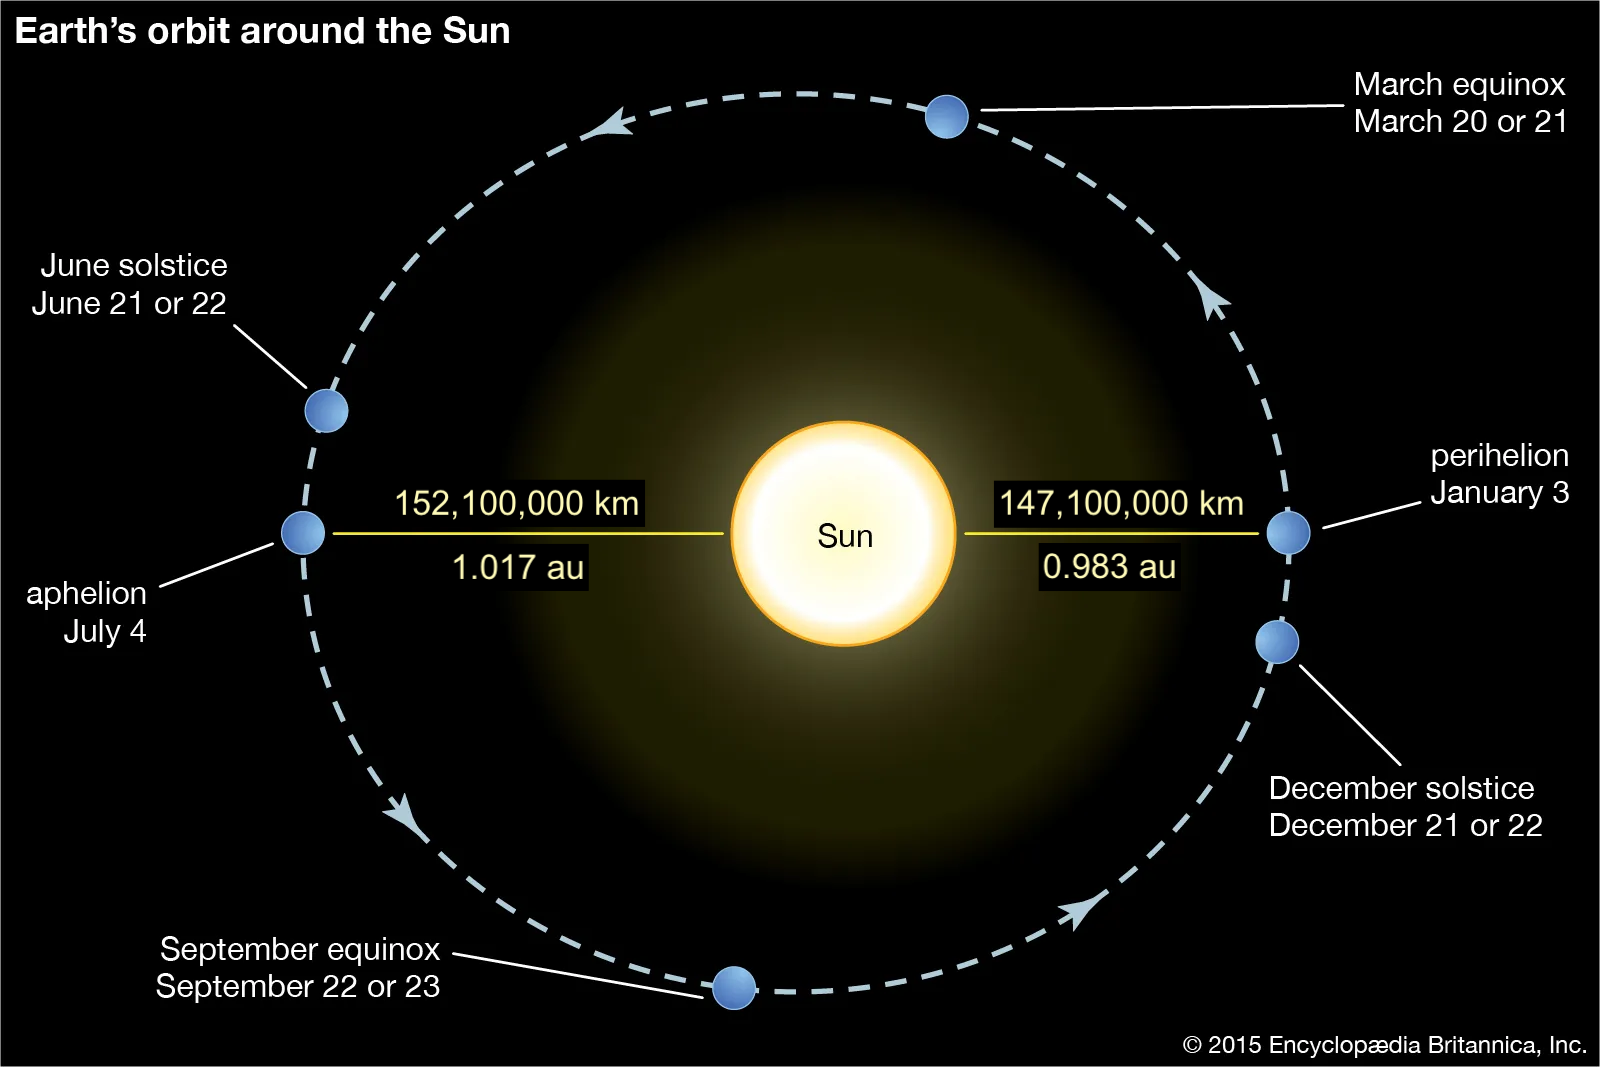 Earth’s orbit around the Sun
March equinox
March 20 or 21
June solstice
June 21 or 22
perihelion
January 3
152,100,000 km
1.017 au
Sun
147,100,000 km
0.983 au
aphelion
July 4
December solstice
December 21 or 22
September equinox
September 22 or 23
© 2015 Encyclopædia Britannica, Inc.